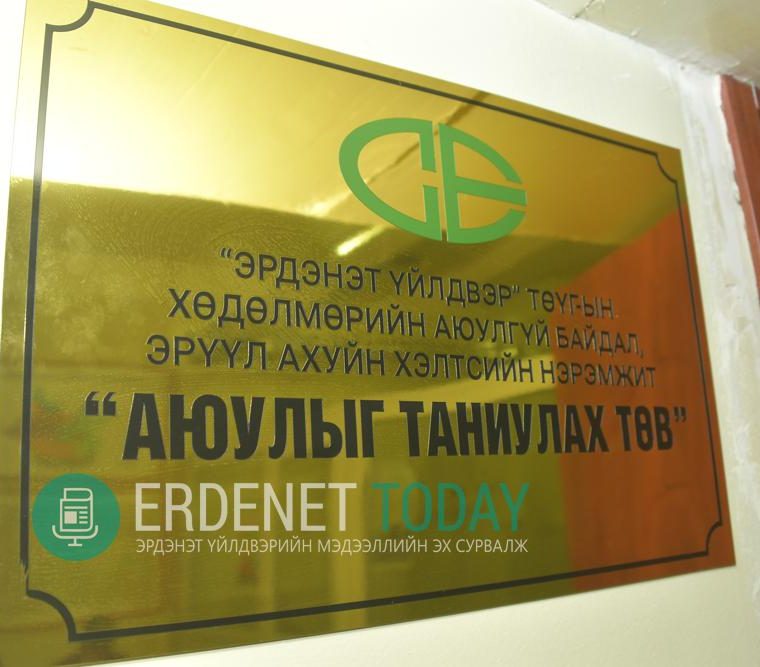 "ЭРДЭНЭТ ҮЙЛДВЭР" ТӨҮГ-ЫН.
ХӨДӨЛМӨРИЙН АЮУЛГҮЙ БАЙДАЛ,
ЭРҮҮЛ АХУЙН ХЭЛТСИЙН НЭРЭМЖИТ
"АЮУЛЫГ ТАНИУЛАХ ТӨВ"
ERDENET TODAY
ЭРДЭНЭТ ҮЙЛДВЭРИЙН МЭДЭЭЛЛИЙН ЭХ СУРВАЛЖ